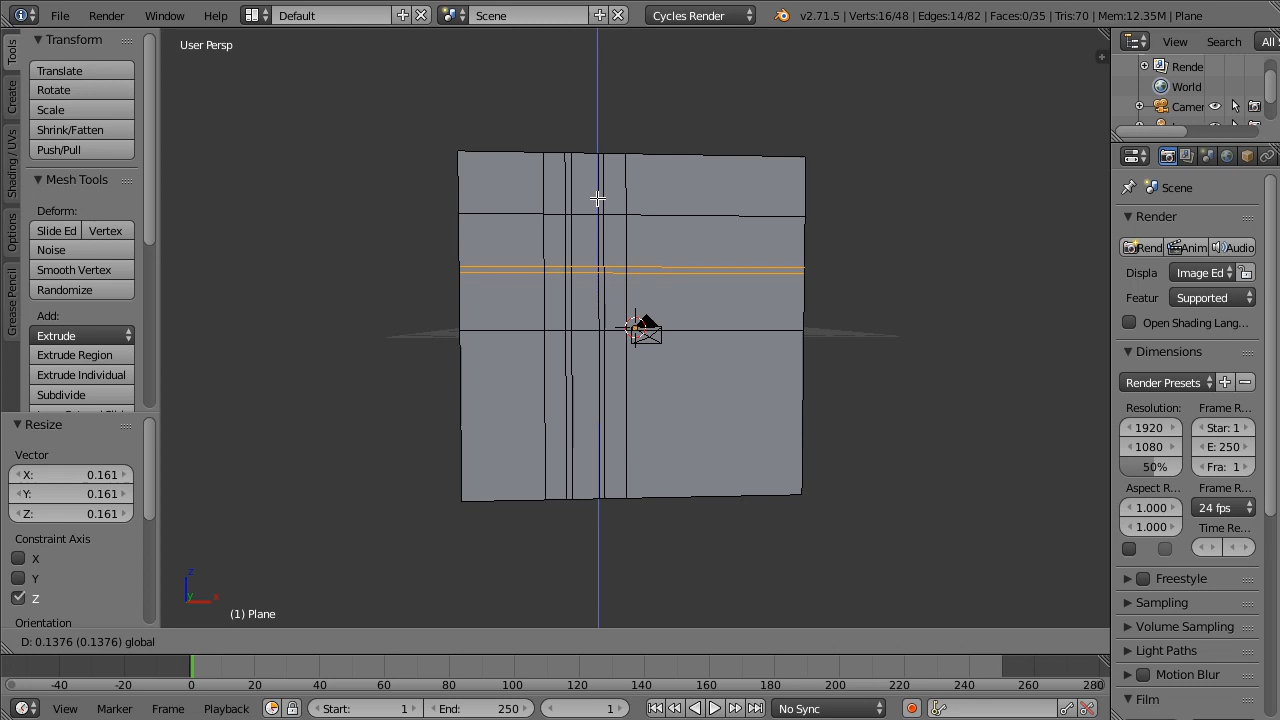 File Render Window Help Default Scene Cycles Render v2.71.5 | Verts:16/48 | Edges:14/82 | Faces:0/35 | Tris:70 | Mem:12.35M | Plane
Tools
Create
Shading / UVs
Options
Grease Pencil
Transform
Translate
Rotate
Scale
Shrink/Fatten
Push/Pull
Mesh Tools
Deform:
Slide Ed Vertex
Noise
Smooth Vertex
Randomize
Add:
Extrude
Extrude Region
Extrude Individual
Subdivide
Resize
Vector
X: 0.161
Y: 0.161
Z: 0.161
Constraint Axis
X
Y
Z
Orientation
User Persp
z
y x
(1) Plane
D: 0.1376 (0.1376) global
View Search All S
Rende
World
Camer
Scene
Render
Rend Anim Audio
Displa Image Ed
Featur Supported
Open Shading Lang...
Dimensions
Render Presets
Resolution: Frame R...
1920 Star: 1
1080 E: 250
50% Fra: 1
Aspect R... Frame R...
1.000 24 fps
1.000 Time Re...
Freestyle
Sampling
Volume Sampling
Light Paths
Motion Blur
Film
-40 -20 0 20 40 60 80 100 120 140 160 180 200 220 240 260 280
View Marker Frame Playback Start: 1 End: 250 1 No Sync